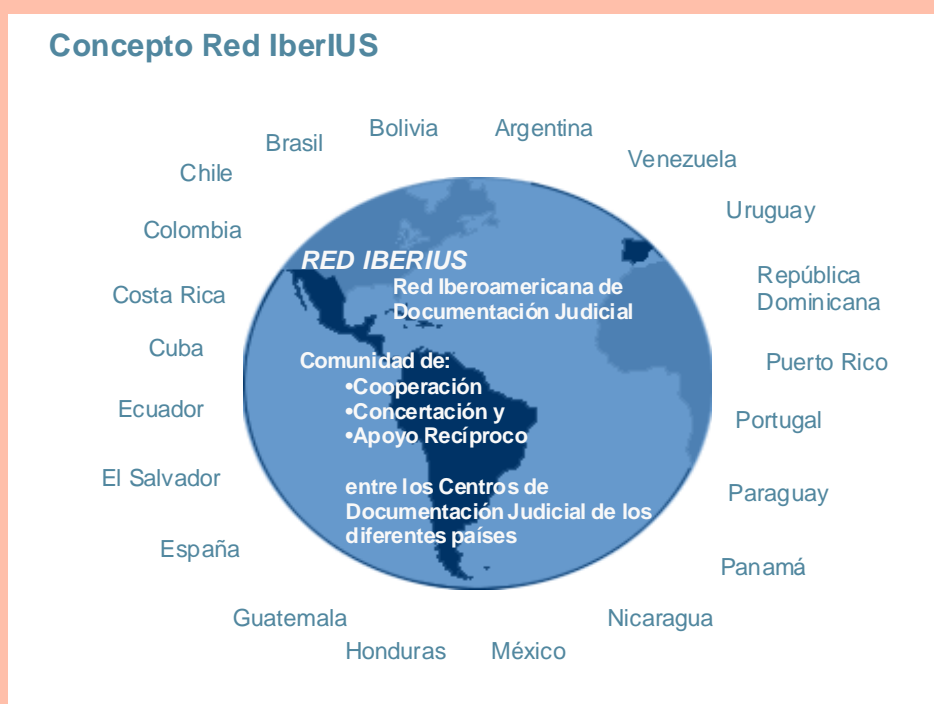 Concepto Red IberIUS
Bolivia
Argentina
Brasil
Venezuela
Chile
Uruguay
Colombia
RED IBERIUS
Red Iberoamericana de
Documentación Judicial
República
Dominicana
Costa Rica
Cuba
Puerto Rico
Comunidad de:
•Cooperación
•Concertación y
•Apoyo Recíproco
Ecuador
Portugal
El Salvador
Paraguay
entre los Centros de
Documentación Judicial de los
diferentes países
España
Panamá
Guatemala
Nicaragua
Honduras
México